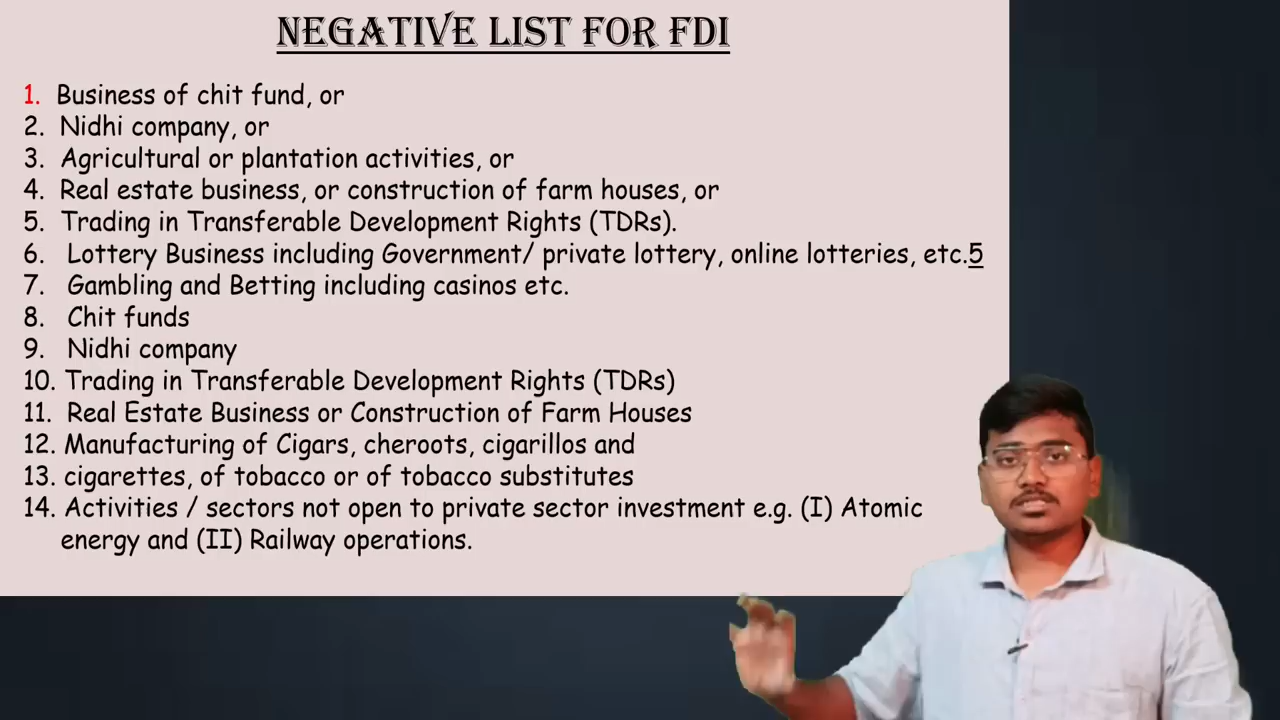 NEGATIVE LIST FOR FDI
1. Business of chit fund, or
2. Nidhi company, or
3. Agricultural or plantation activities, or
4. Real estate business, or construction of farm houses, or
5. Trading in Transferable Development Rights (TDRs).
6. Lottery Business including Government/ private lottery, online lotteries, etc.5
7. Gambling and Betting including casinos etc.
8. Chit funds
9. Nidhi company
10. Trading in Transferable Development Rights (TDRs)
11. Real Estate Business or Construction of Farm Houses
12. Manufacturing of Cigars, cheroots, cigarillos and
13. cigarettes, of tobacco or of tobacco substitutes
14. Activities / sectors not open to private sector investment e.g. (I) Atomic
energy and (II) Railway operations.